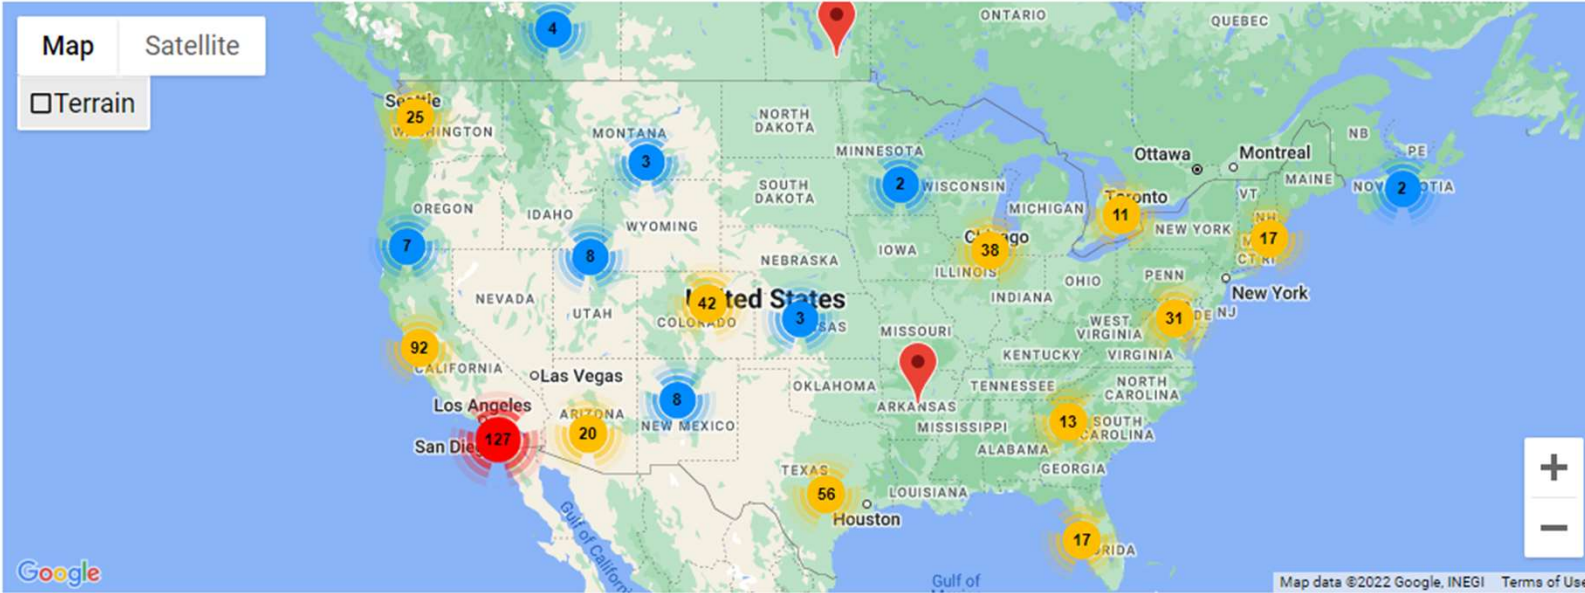 4
ONTARIO
QUEBEC
Map
Satellite
Terrain
Seattle
25
WASHINGTON
MONTANA
3
NORTH
DAKOTA
MINNESOTA
2
WISCONSIN
SOUTH
DAKOTA
Ottawa
Montreal
NB
PE
MAINE
VT
2
OREGON
IDAHO
WYOMING
MICHIGAN
Toronto
11
NEW YORK
NH
17
CT RI
7
8
IOWA
Chicago
38
ILLINOIS
NEBRASKA
OHIO
PENN
INDIANA
New York
NEVADA
UTAH
42
COLORADO
United States
3
MISSOURI
31
DE
NJ
WEST
VIRGINIA
KENTUCKY
VIRGINIA
92
CALIFORNIA
Las Vegas
OKLAHOMA
TENNESSEE
NORTH
CAROLINA
Los Angeles
127
ARIZONA
20
8
NEW MEXICO
ARKANSAS
MISSISSIPPI
13
SOUTH
CAROLINA
ALABAMA
GEORGIA
San Die
TEXAS
56
LOUISIANA
Houston
17
RIDA
Gulf of California
Gulf of
Google
+
−
Map data ©2022 Google, INEGI
Terms of Use